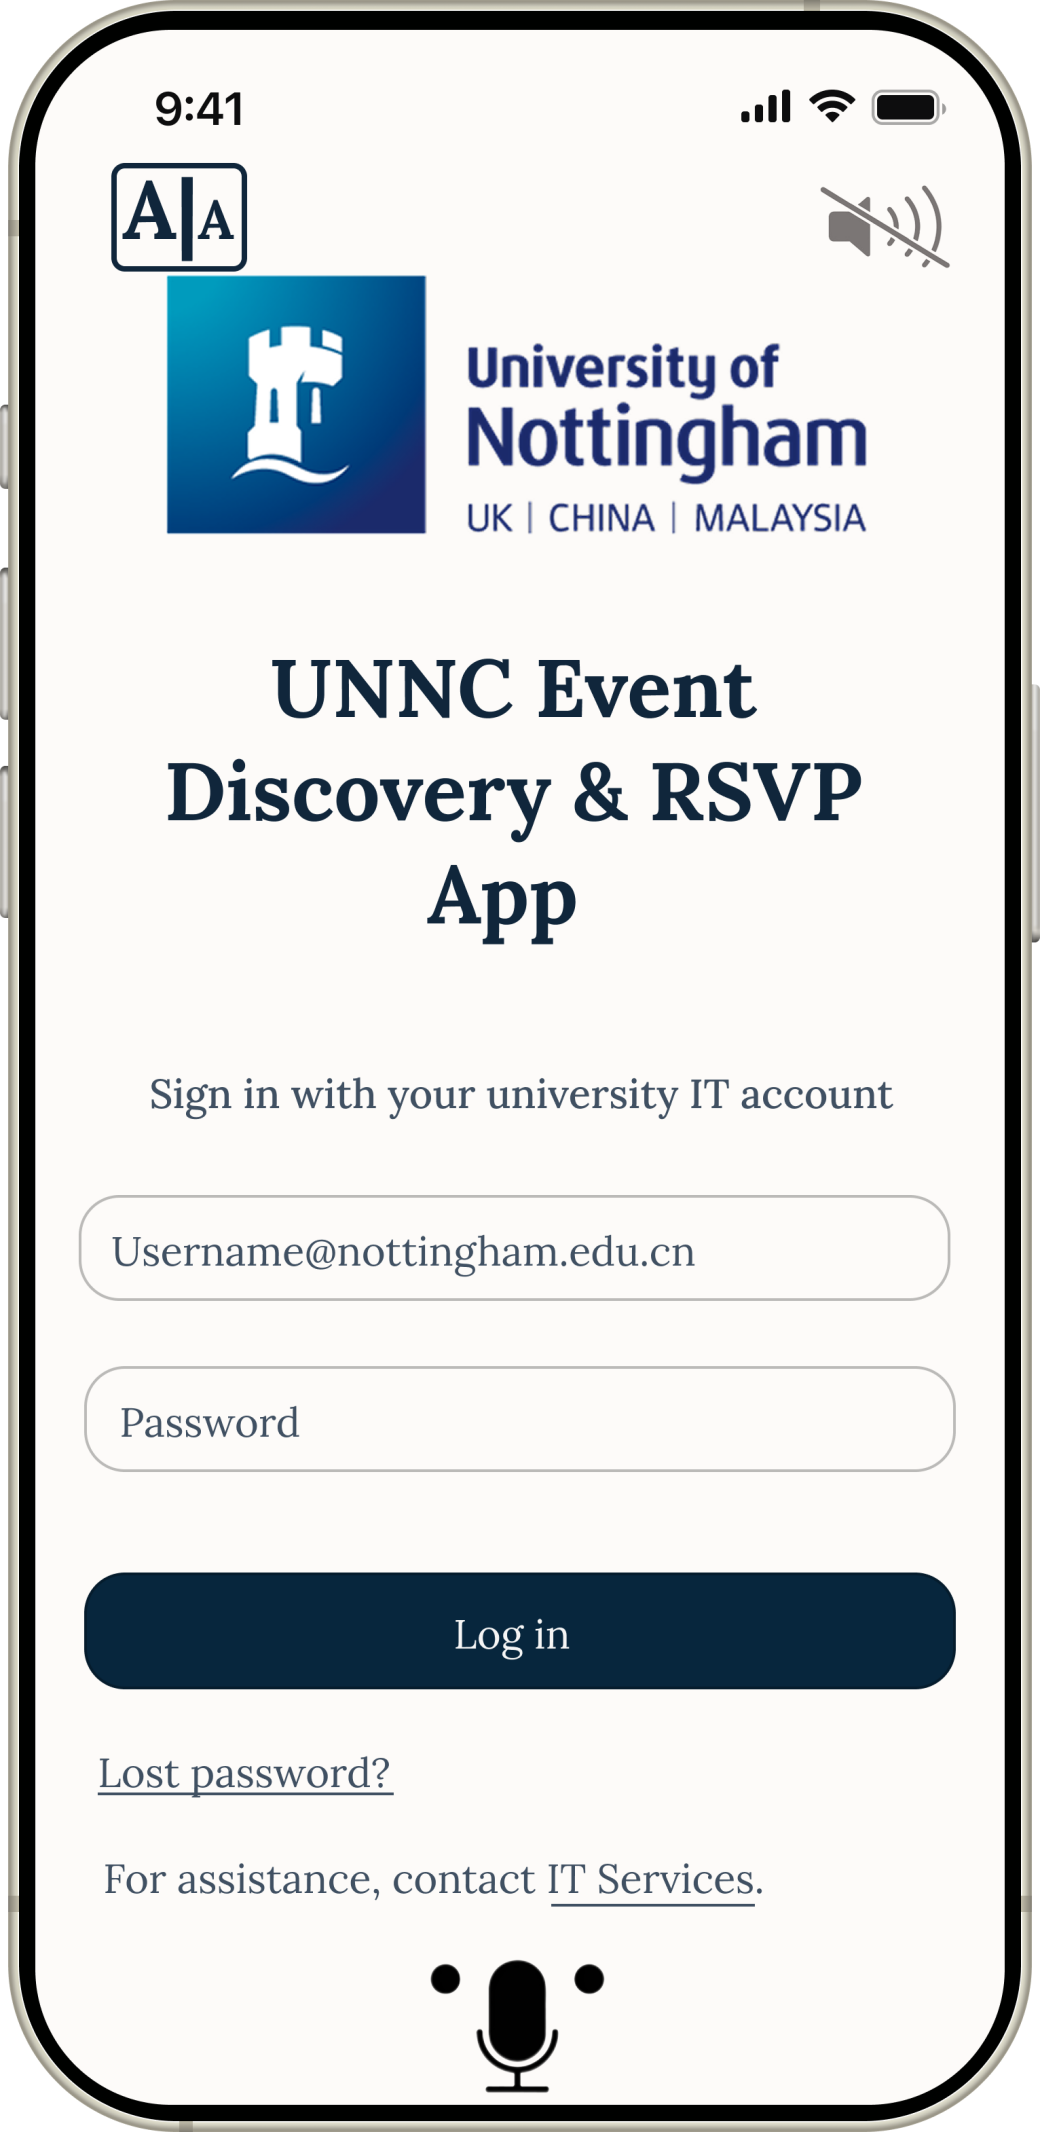 9:41
A|A
University of
Nottingham
UK | CHINA | MALAYSIA
UNNC Event
Discovery & RSVP
App
Sign in with your university IT account
Username@nottingham.edu.cn
Password
Log in
Lost password?
For assistance, contact IT Services.